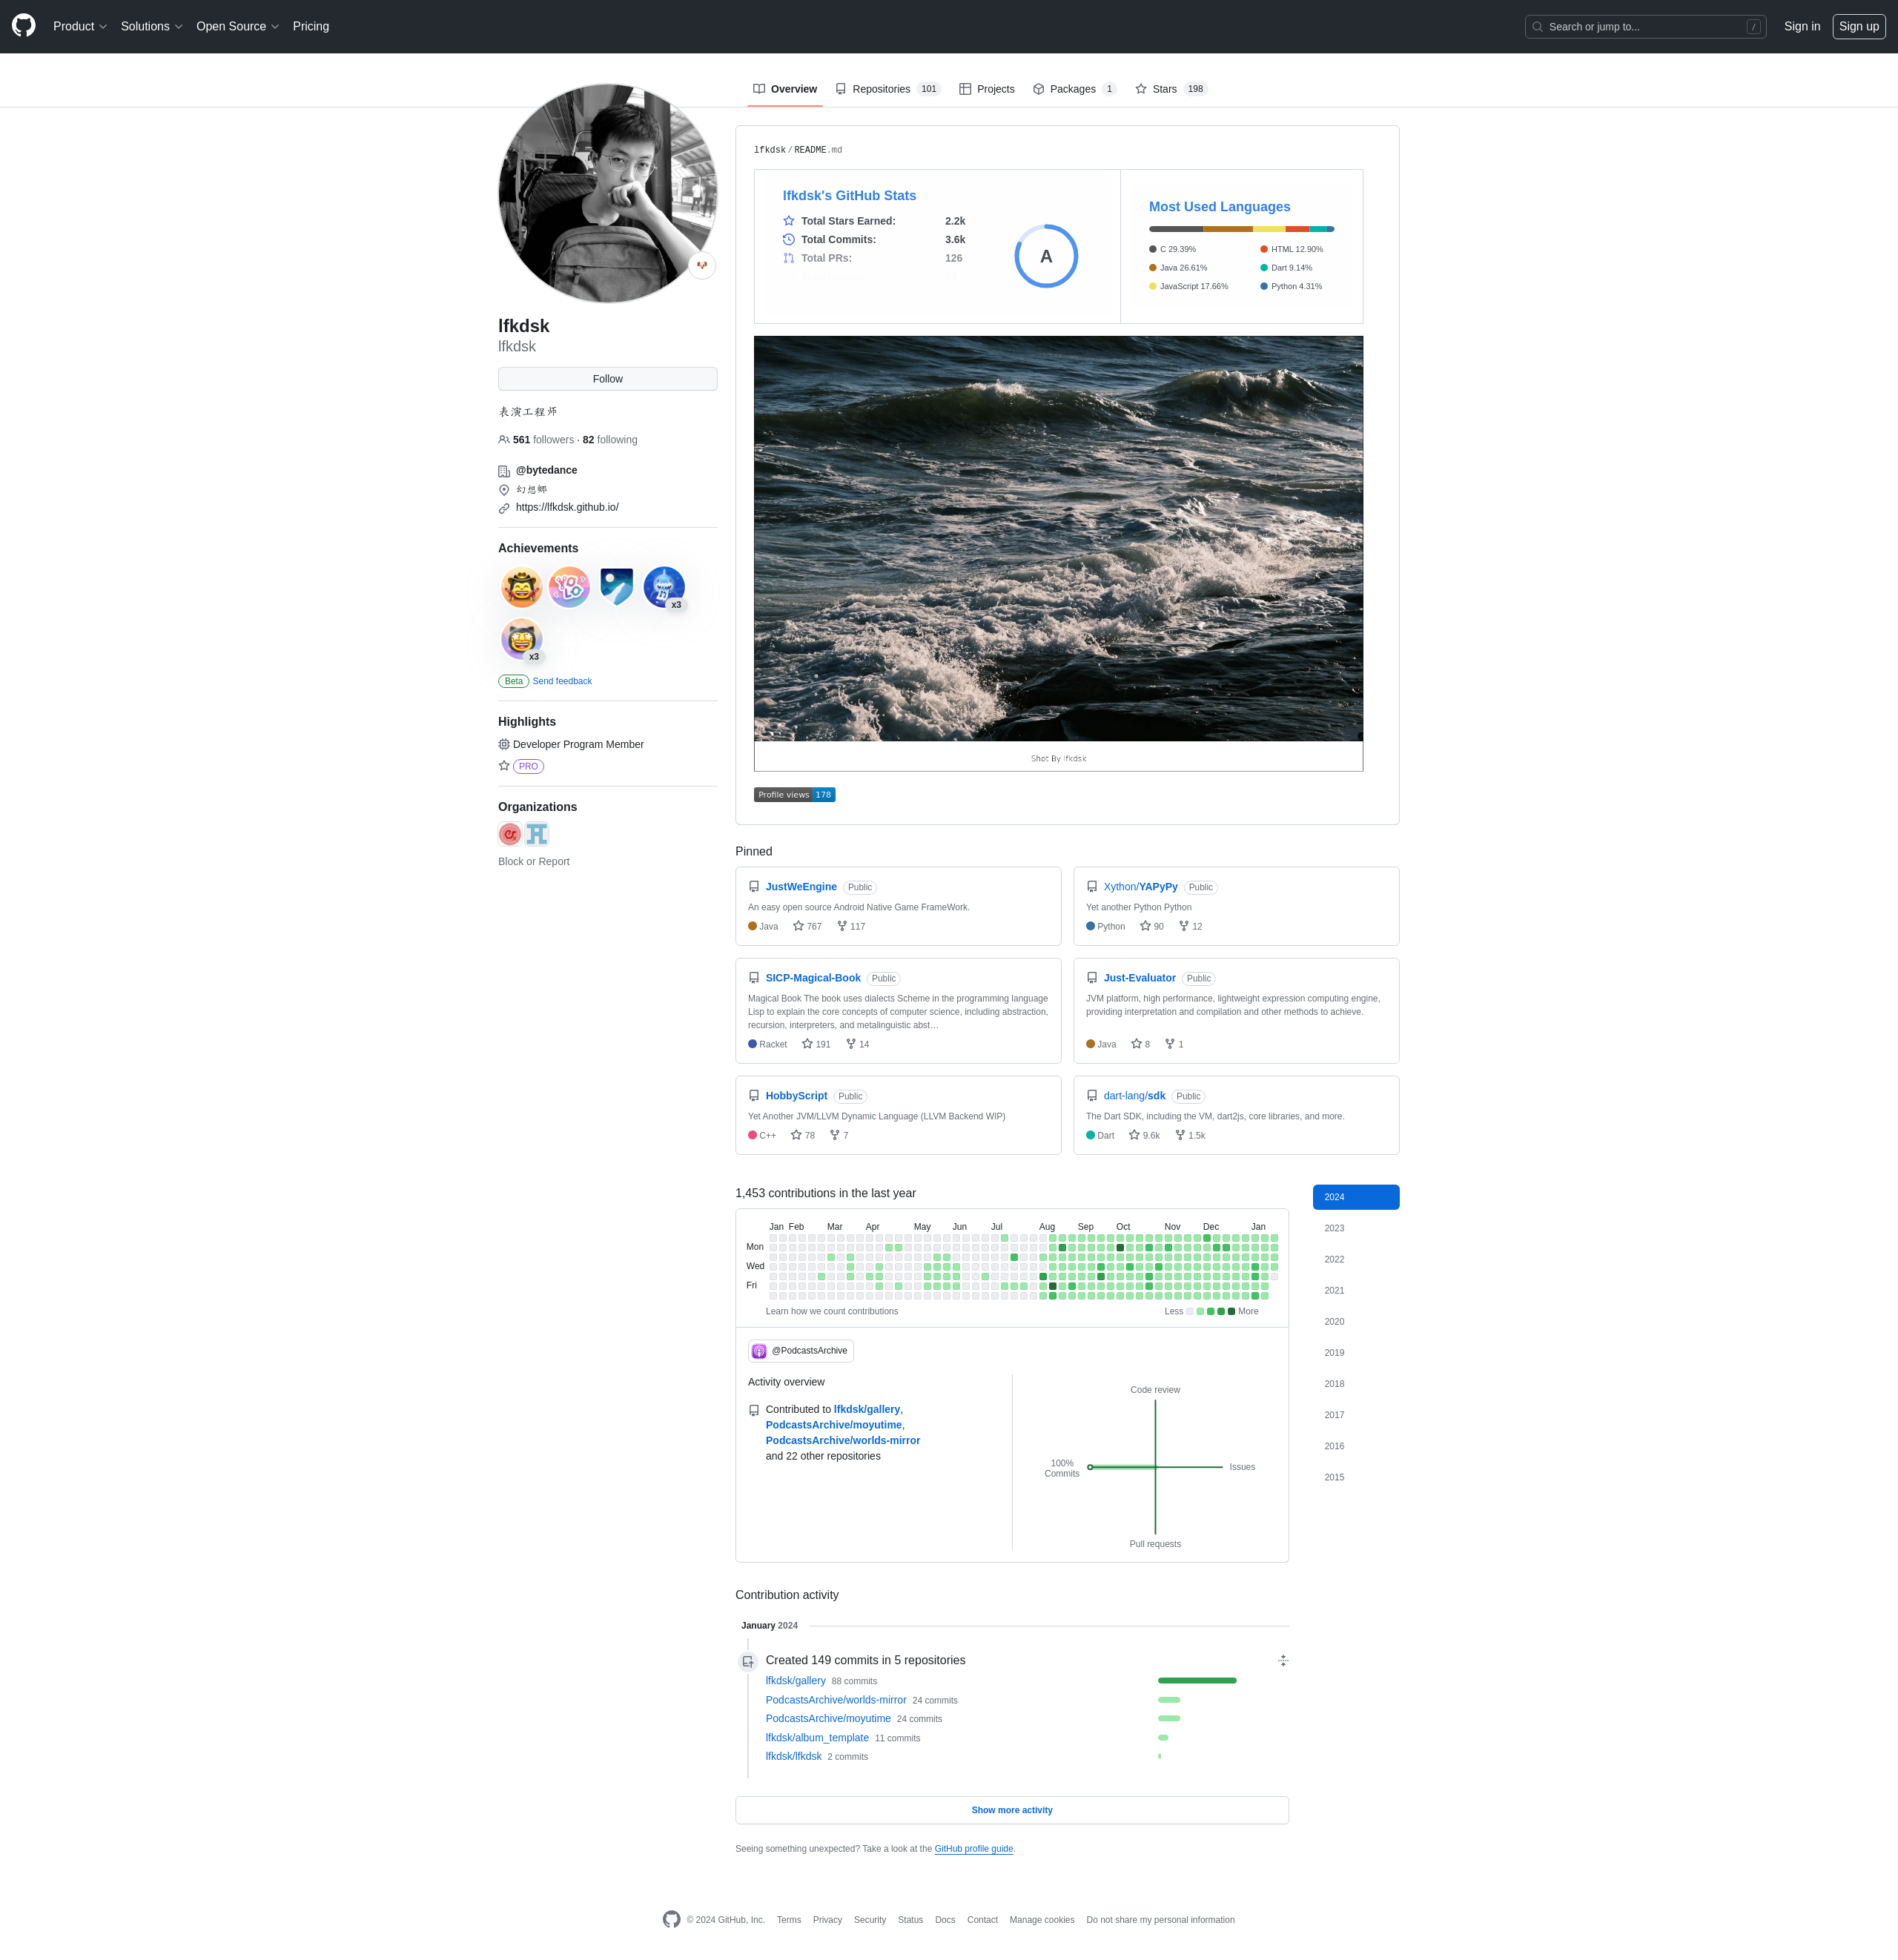 Product Solutions Open Source Pricing Search or jump to... / Sign in Sign up
Overview Repositories 101 Projects Packages 1 Stars 198
lfkdsk / README.md
lfkdsk's GitHub Stats
Total Stars Earned: 2.2k
Total Commits: 3.6k
Total PRs: 126
A
Most Used Languages
C 29.39% HTML 12.90%
Java 26.61% Dart 9.14%
JavaScript 17.66% Python 4.31%
Shot By lfkdsk
Profile views 178
lfkdsk
lfkdsk
Follow
表演工程师
561 followers · 82 following
@bytedance
幻想鄉
https://lfkdsk.github.io/
Achievements
YOLO
x3
x3
Beta Send feedback
Highlights
Developer Program Member
PRO
Organizations
Block or Report
Pinned
JustWeEngine Public
An easy open source Android Native Game FrameWork.
Java 767 117
Xython/YAPyPy Public
Yet another Python Python
Python 90 12
SICP-Magical-Book Public
Magical Book The book uses dialects Scheme in the programming language
Lisp to explain the core concepts of computer science, including abstraction,
recursion, interpreters, and metalinguistic abst…
Racket 191 14
Just-Evaluator Public
JVM platform, high performance, lightweight expression computing engine,
providing interpretation and compilation and other methods to achieve.
Java 8 1
HobbyScript Public
Yet Another JVM/LLVM Dynamic Language (LLVM Backend WIP)
C++ 78 7
dart-lang/sdk Public
The Dart SDK, including the VM, dart2js, core libraries, and more.
Dart 9.6k 1.5k
1,453 contributions in the last year
Jan Feb Mar Apr May Jun Jul Aug Sep Oct Nov Dec Jan
Mon
Wed
Fri
Learn how we count contributions Less More
2024
2023
2022
2021
2020
2019
2018
2017
2016
2015
@PodcastsArchive
Activity overview
Contributed to lfkdsk/gallery,
PodcastsArchive/moyutime,
PodcastsArchive/worlds-mirror
and 22 other repositories
Code review
100%
Commits
Issues
Pull requests
Contribution activity
January 2024
Created 149 commits in 5 repositories
lfkdsk/gallery 88 commits
PodcastsArchive/worlds-mirror 24 commits
PodcastsArchive/moyutime 24 commits
lfkdsk/album_template 11 commits
lfkdsk/lfkdsk 2 commits
Show more activity
Seeing something unexpected? Take a look at the GitHub profile guide.
© 2024 GitHub, Inc. Terms Privacy Security Status Docs Contact Manage cookies Do not share my personal information